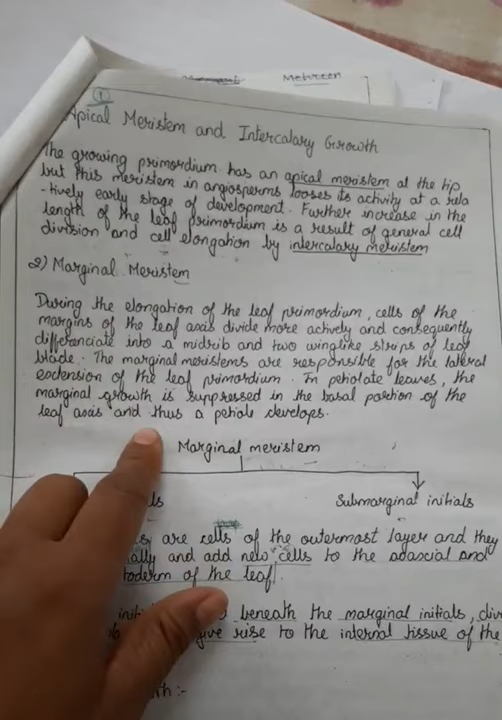 Mehreen
1
Apical Meristem and Intercalary Growth
The growing primordium has an apical meristem at the tip
but this meristem in angiosperms looses its activity at a rela
-tively early stage of development. Further increase in the
length of the leaf primordium is a result of general cell
division and cell elongation by intercalary meristem
2) Marginal Meristem
During the elongation of the leaf primordium, cells of the
margins of the leaf axis divide more actively and consequently
differenciate into a midrib and two winglike strips of leaf
blade. The marginal meristems are responsible for the lateral
extension of the leaf primordium. In petiolate leaves, the
marginal growth is suppressed in the basal portion of the
leaf axis and thus a petiole develops.
Marginal meristem
Submarginal initials
are cells of the outermost layer and they
and add new cells to the adaxial and
of the leaf.
beneath the marginal initials,
give rise to the internal tissue of the